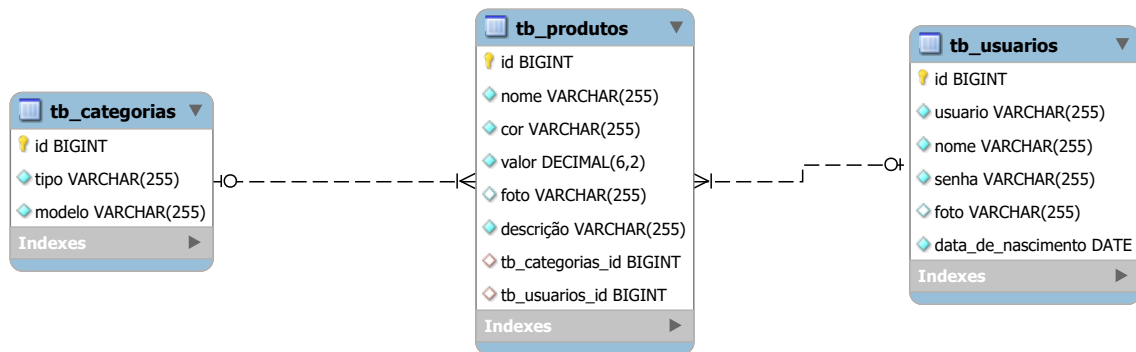 tb_categorias
id BIGINT
tipo VARCHAR(255)
modelo VARCHAR(255)
Indexes
tb_produtos
id BIGINT
nome VARCHAR(255)
cor VARCHAR(255)
valor DECIMAL(6,2)
foto VARCHAR(255)
descrição VARCHAR(255)
tb_categorias_id BIGINT
tb_usuarios_id BIGINT
Indexes
tb_usuarios
id BIGINT
usuario VARCHAR(255)
nome VARCHAR(255)
senha VARCHAR(255)
foto VARCHAR(255)
data_de_nascimento DATE
Indexes